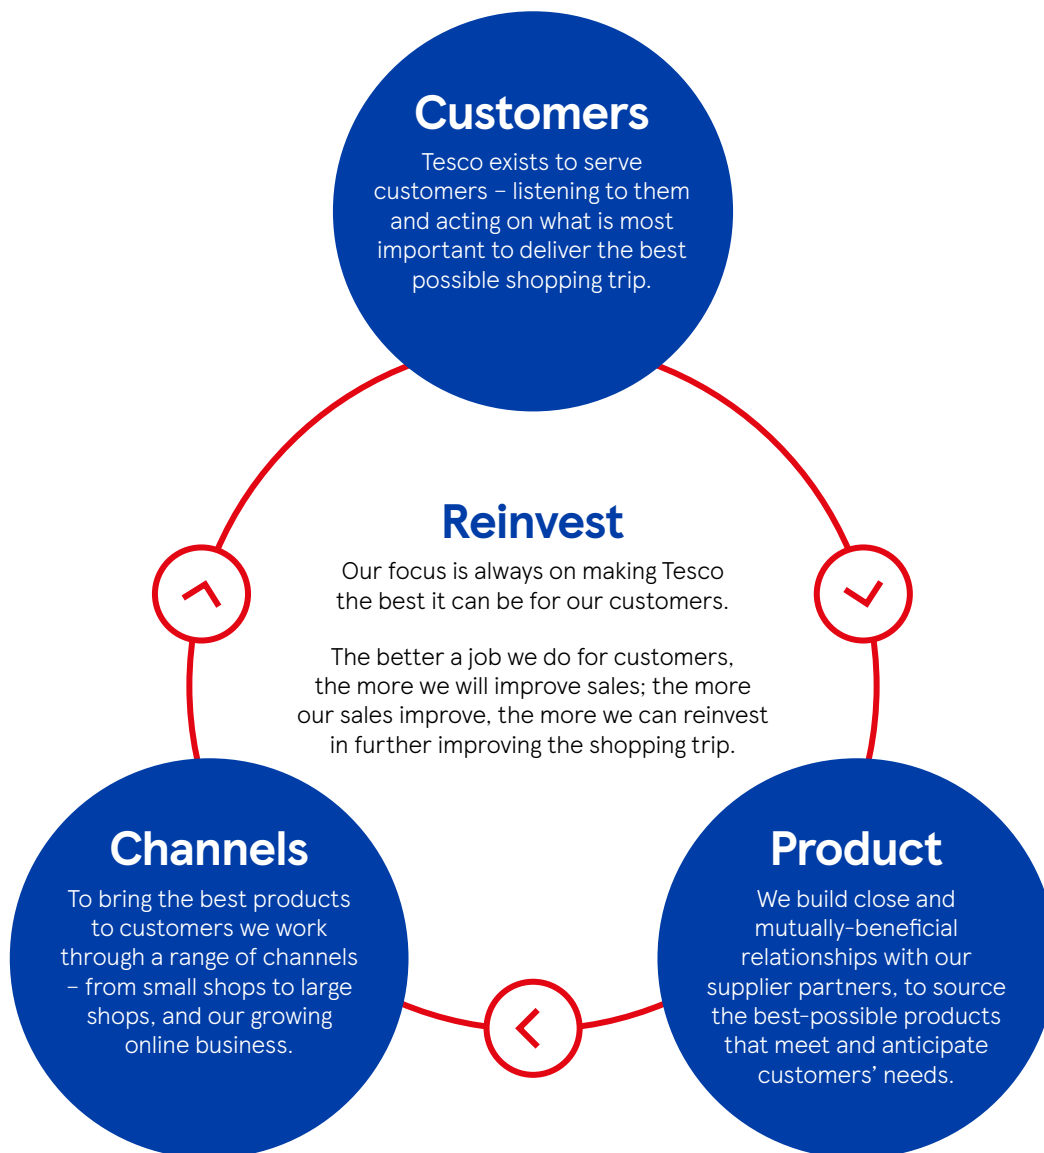 Customers
Tesco exists to serve
customers – listening to them
and acting on what is most
important to deliver the best
possible shopping trip.
Reinvest
Our focus is always on making Tesco
the best it can be for our customers.
The better a job we do for customers,
the more we will improve sales; the more
our sales improve, the more we can reinvest
in further improving the shopping trip.
Channels
To bring the best products
to customers we work
through a range of channels
– from small shops to large
shops, and our growing
online business.
Product
We build close and
mutually-beneficial
relationships with our
supplier partners, to source
the best-possible products
that meet and anticipate
customers’ needs.